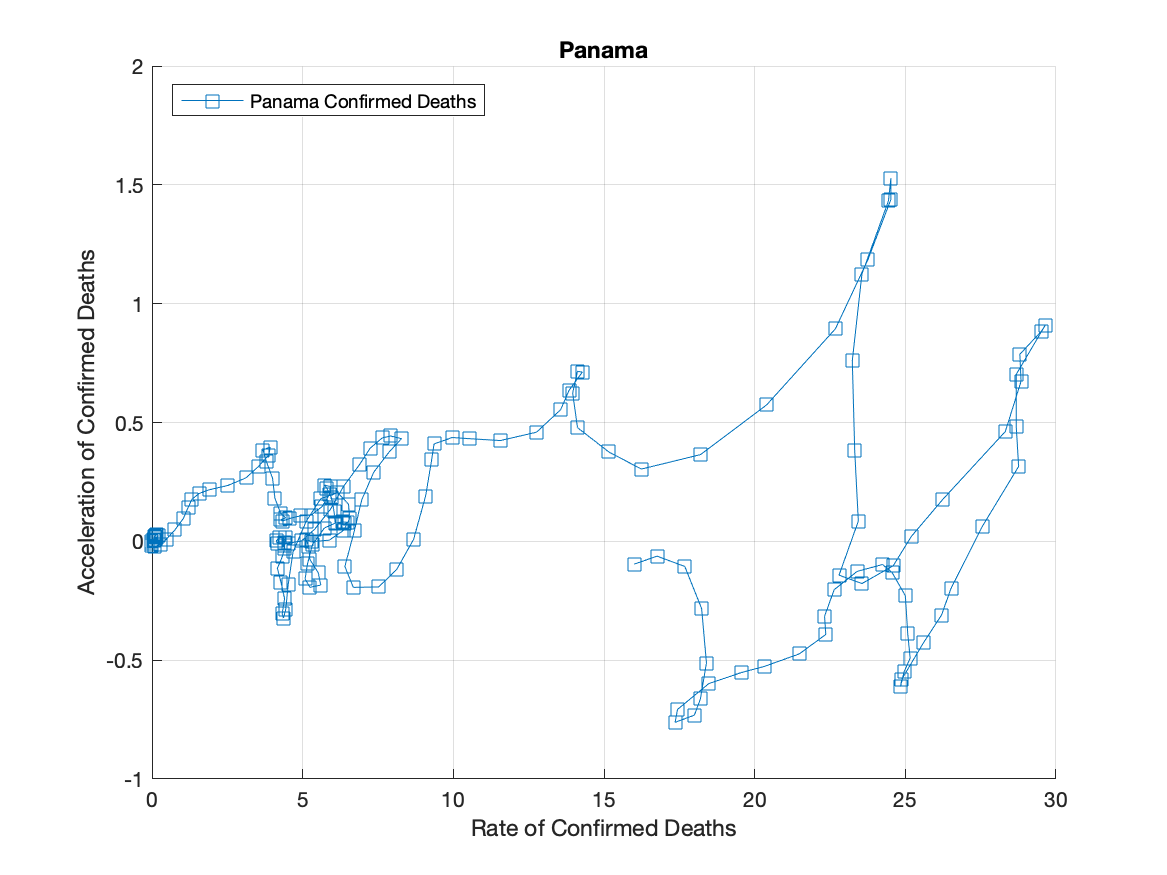 Panama
Panama Confirmed Deaths
2
1.5
1
0.5
0
-0.5
-1
Acceleration of Confirmed Deaths
0 5 10 15 20 25 30
Rate of Confirmed Deaths